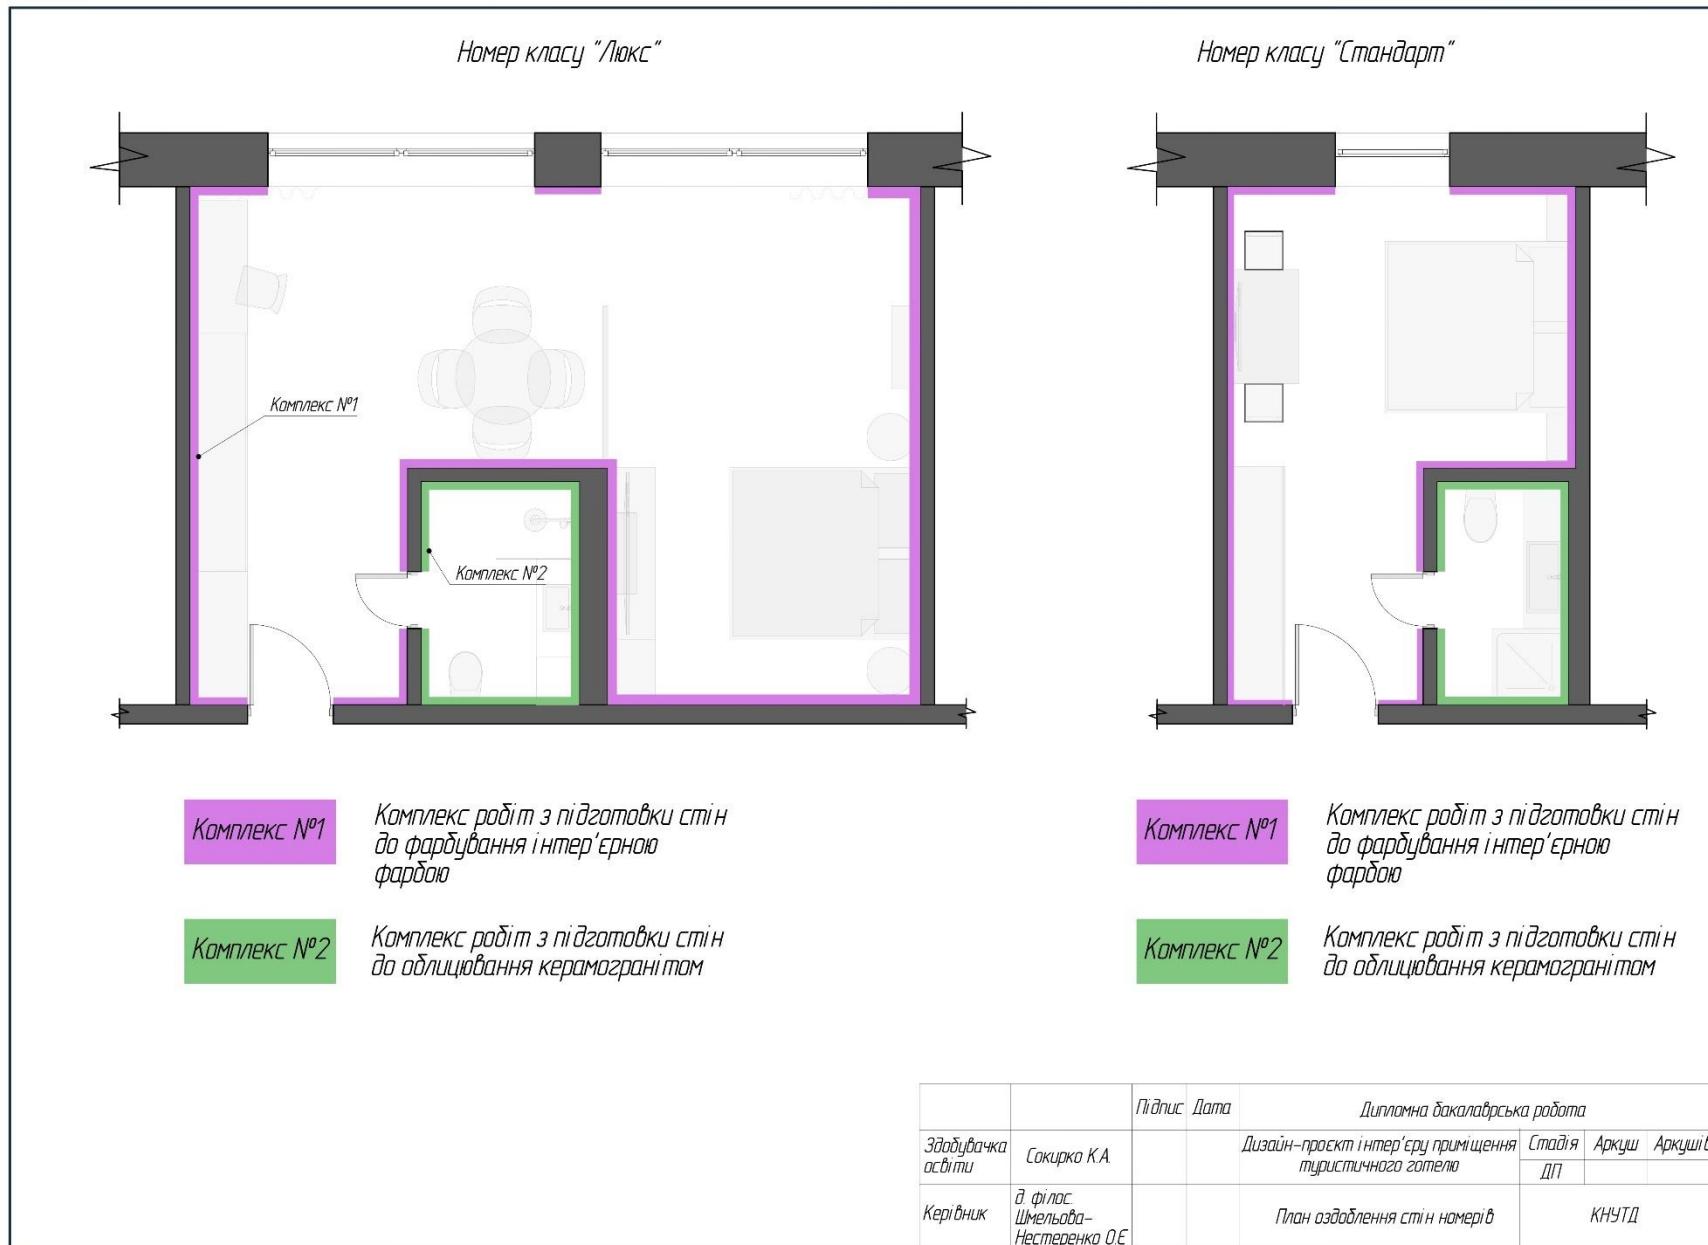 Номер класу "Люкс"
Номер класу "Стандарт"
Комплекс №1
Комплекс №2
Комплекс №1
Комплекс робіт з підготовки стін
до фарбування інтер'єрною
фарбою
Комплекс №2
Комплекс робіт з підготовки стін
до облицювання керамогранітом
Комплекс №1
Комплекс робіт з підготовки стін
до фарбування інтер'єрною
фарбою
Комплекс №2
Комплекс робіт з підготовки стін
до облицювання керамогранітом
Підпис Дата Дипломна бакалаврська робота
Здобувачка
освіти
Сокирко К.А.
Дизайн-проєкт інтер'єру приміщення
туристичного готелю
Стадія Аркуш Аркушів
ДП
Керівник
д. філос.
Шмельова-
Нестеренко О.Є
План оздоблення стін номерів
КНУТД